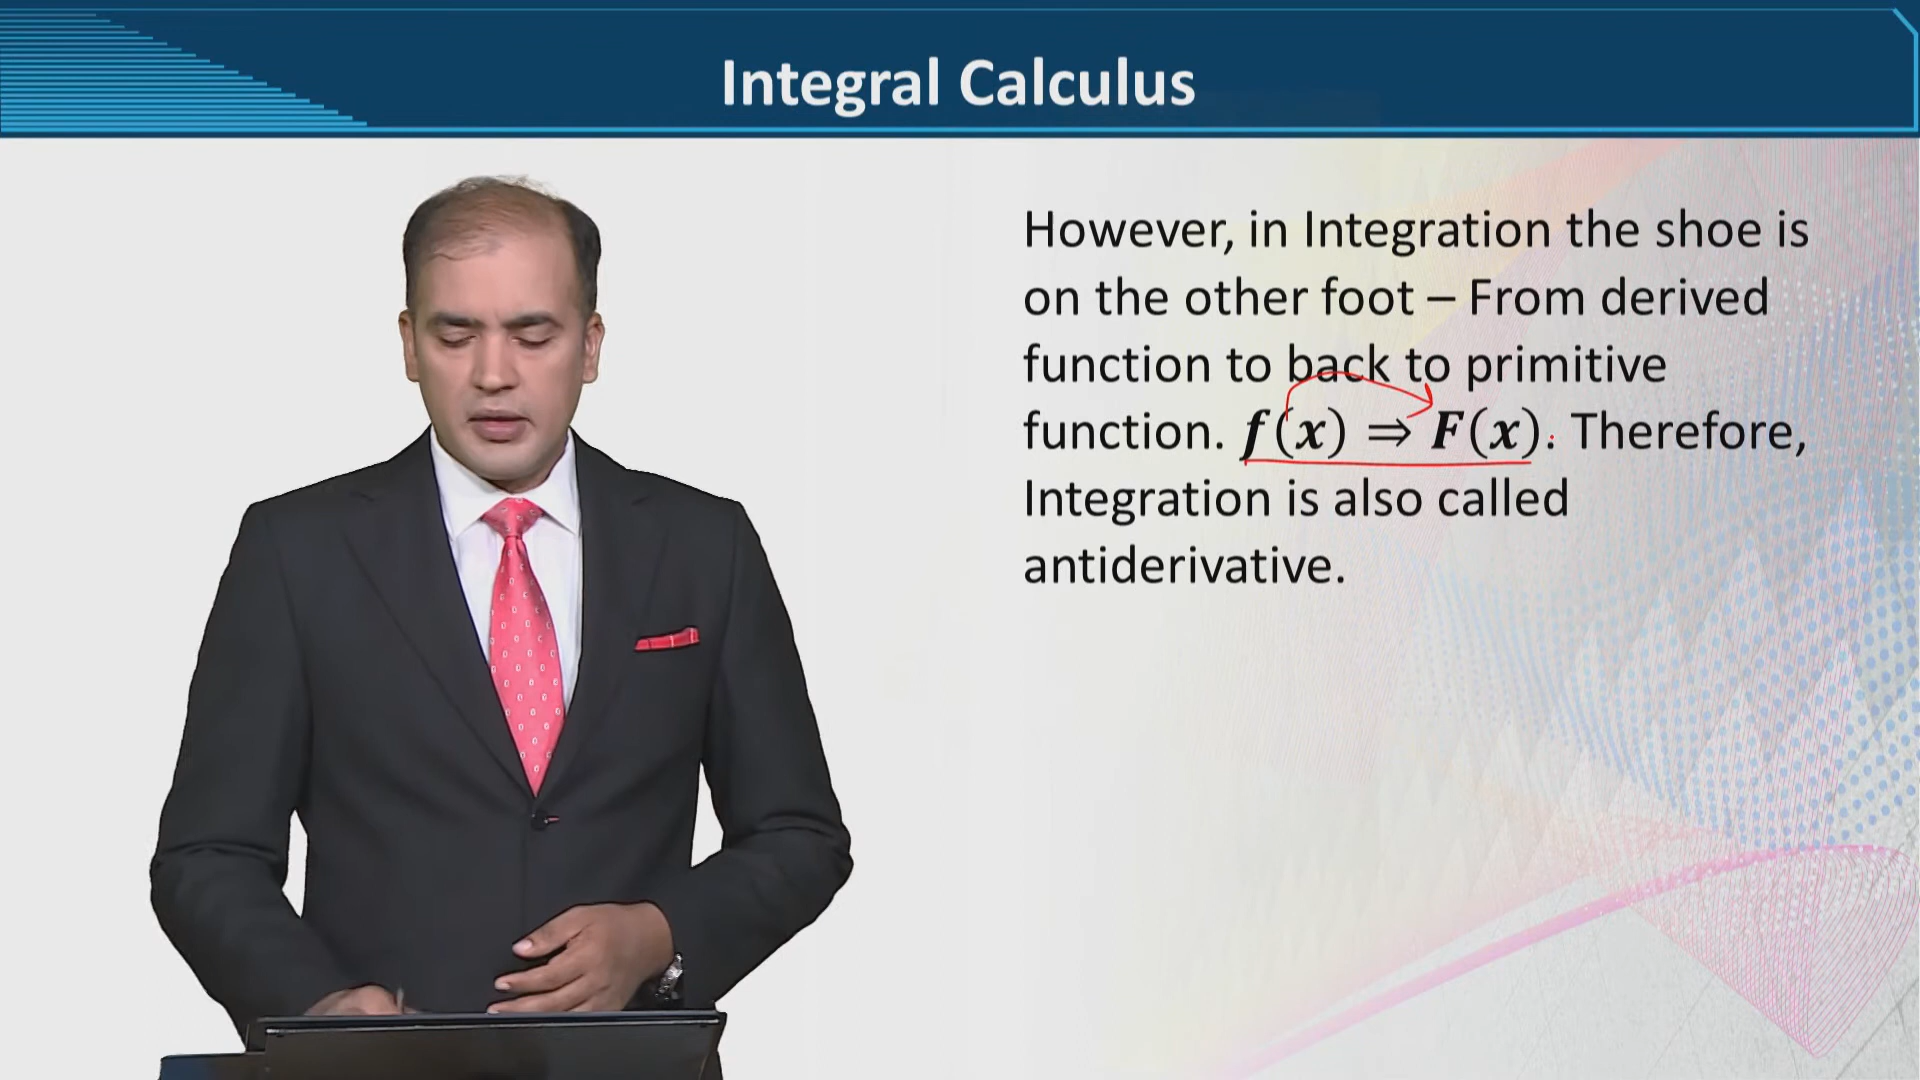 Integral Calculus
However, in Integration the shoe is
on the other foot – From derived
function to back to primitive
function. f(x) ⇒ F(x). Therefore,
Integration is also called
antiderivative.